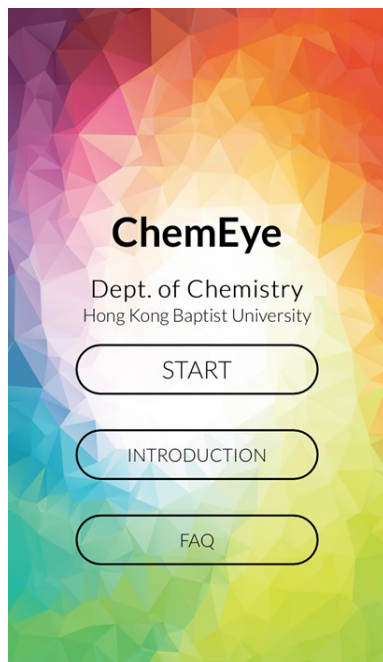 ChemEye
Dept. of Chemistry
Hong Kong Baptist University
START
INTRODUCTION
FAQ